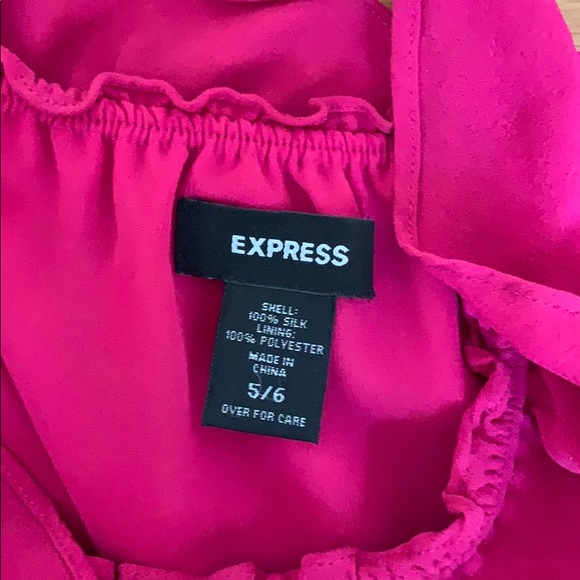 EXPRESS
SHELL:
100% SILK
LINING:
100% POLYESTER
MADE IN
CHINA
5/6
OVER FOR CARE